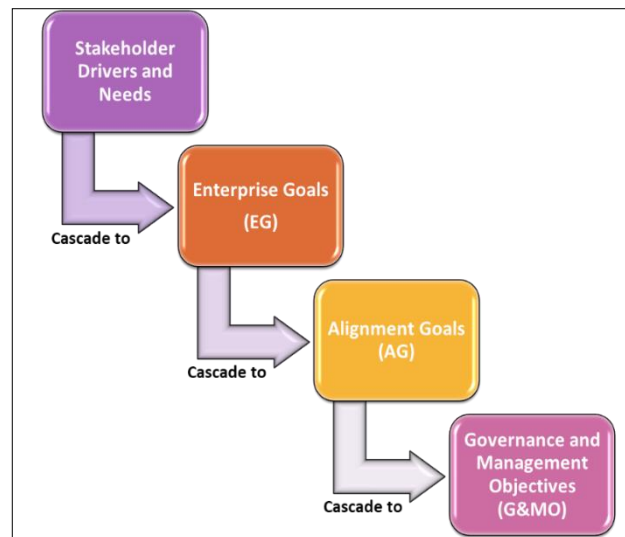 Stakeholder
Drivers and
Needs
Cascade to
Enterprise Goals
(EG)
Cascade to
Alignment Goals
(AG)
Cascade to
Governance and
Management
Objectives
(G&MO)